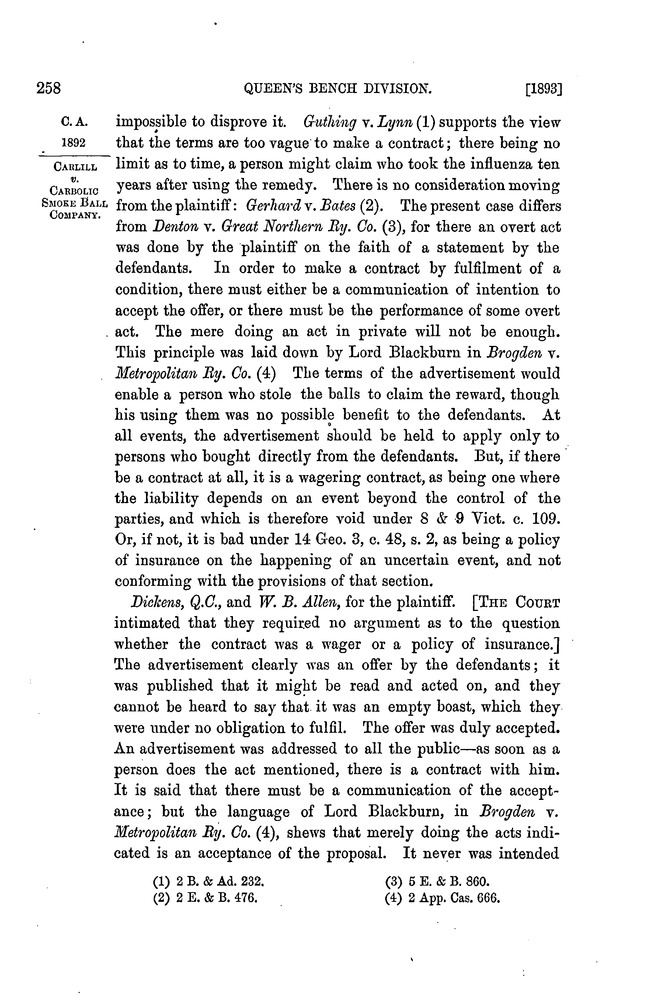 258 QUEEN'S BENCH DIVISION. [1893]
C. A.
1892
CARLILL
v.
CARBOLIC
SMOKE BALL
COMPANY.
impossible to disprove it. Guthing v. Lynn (1) supports the view
that the terms are too vague to make a contract; there being no
limit as to time, a person might claim who took the influenza ten
years after using the remedy. There is no consideration moving
from the plaintiff: Gerhard v. Bates (2). The present case differs
from Denton v. Great Northern Ry. Co. (3), for there an overt act
was done by the plaintiff on the faith of a statement by the
defendants. In order to make a contract by fulfilment of a
condition, there must either be a communication of intention to
accept the offer, or there must be the performance of some overt
act. The mere doing an act in private will not be enough.
This principle was laid down by Lord Blackburn in Brogden v.
Metropolitan Ry. Co. (4) The terms of the advertisement would
enable a person who stole the balls to claim the reward, though
his using them was no possible benefit to the defendants. At
all events, the advertisement should be held to apply only to
persons who bought directly from the defendants. But, if there
be a contract at all, it is a wagering contract, as being one where
the liability depends on an event beyond the control of the
parties, and which is therefore void under 8 & 9 Vict. c. 109.
Or, if not, it is bad under 14 Geo. 3, c. 48, s. 2, as being a policy
of insurance on the happening of an uncertain event, and not
conforming with the provisions of that section.
Dickens, Q.C., and W. B. Allen, for the plaintiff. [THE COURT
intimated that they required no argument as to the question
whether the contract was a wager or a policy of insurance.]
The advertisement clearly was an offer by the defendants; it
was published that it might be read and acted on, and they
cannot be heard to say that it was an empty boast, which they
were under no obligation to fulfil. The offer was duly accepted.
An advertisement was addressed to all the public—as soon as a
person does the act mentioned, there is a contract with him.
It is said that there must be a communication of the accept-
ance; but the language of Lord Blackburn, in Brogden v.
Metropolitan Ry. Co. (4), shews that merely doing the acts indi-
cated is an acceptance of the proposal. It never was intended
(1) 2 B. & Ad. 232.
(2) 2 E. & B. 476.
(3) 5 E. & B. 860.
(4) 2 App. Cas. 666.